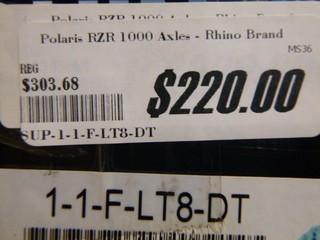 Polaris RZR 1000 Axles - Rhino Brand
MS36
REG
$303.68
$220.00
SUP-1-1-F-LT8-DT
1-1-F-LT8-DT